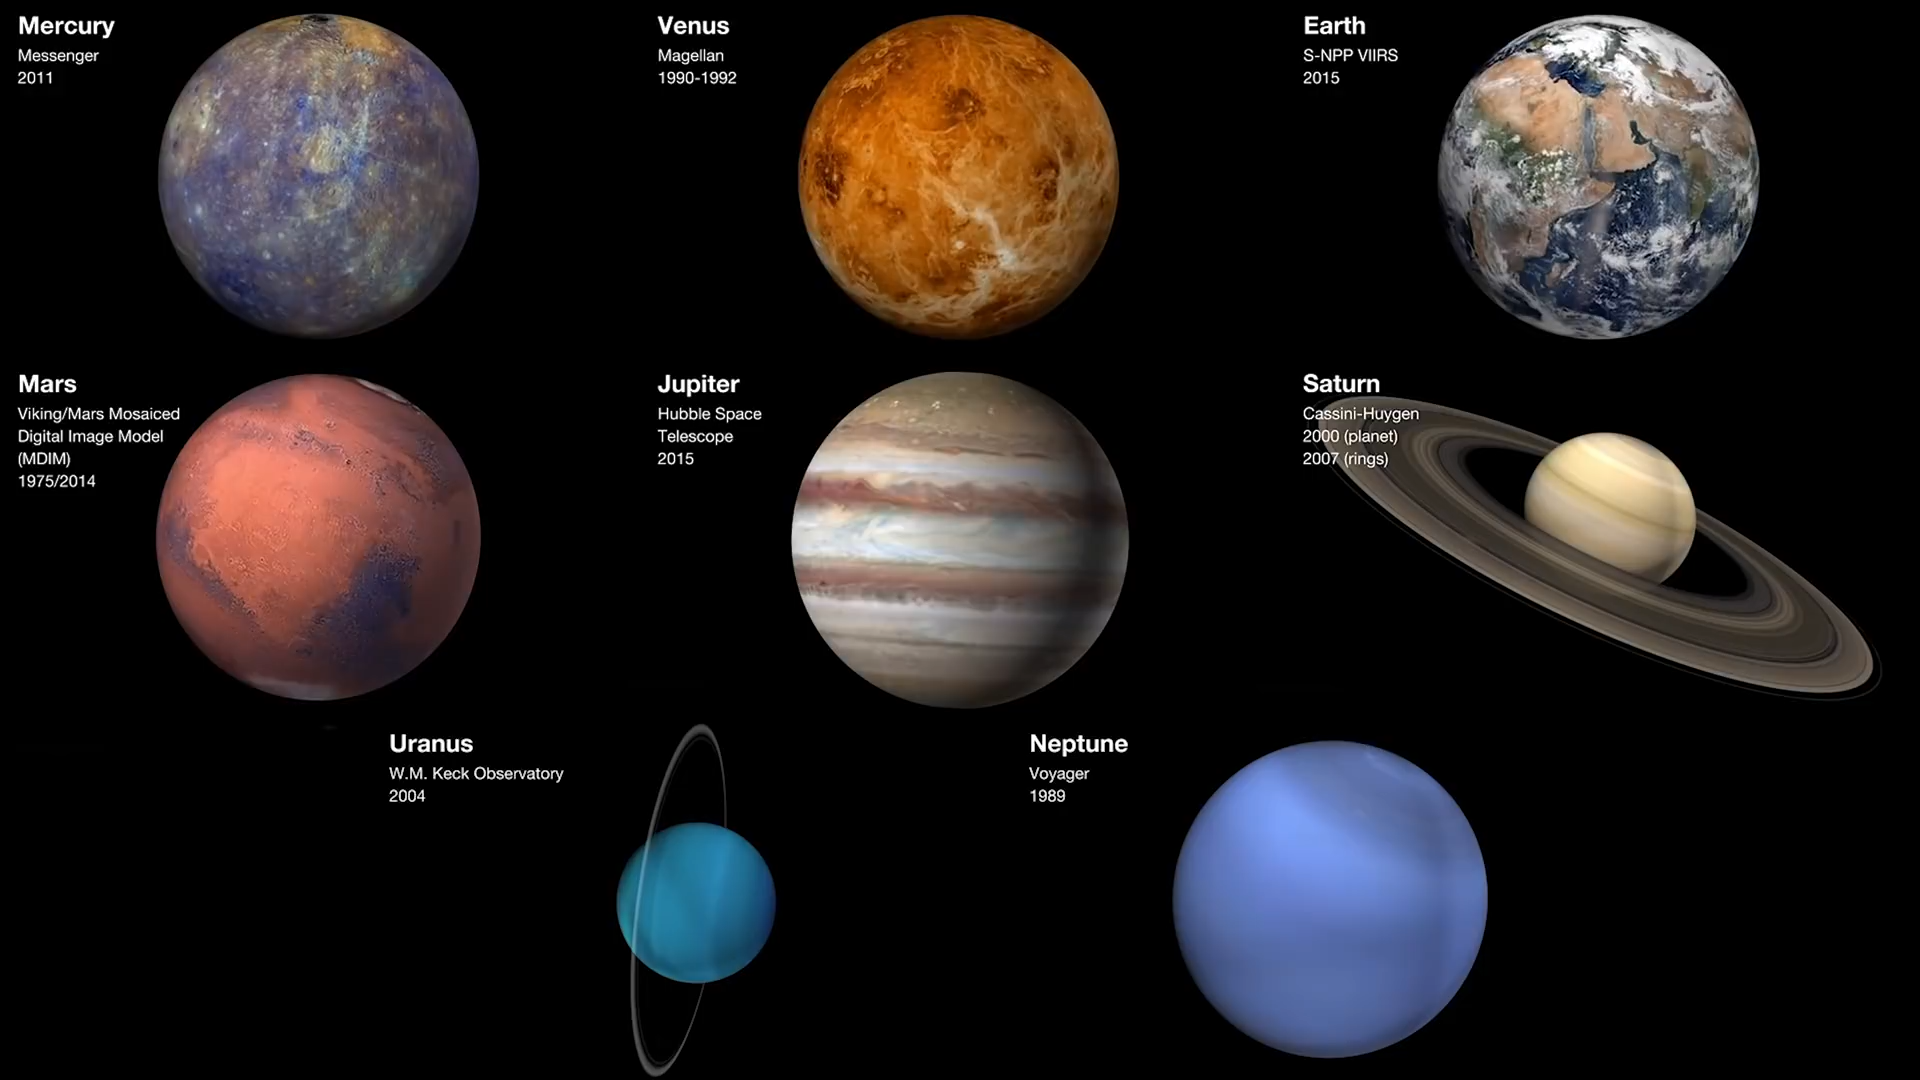 Mercury
Messenger
2011
Venus
Magellan
1990-1992
Earth
S-NPP VIIRS
2015
Mars
Viking/Mars Mosaiced
Digital Image Model
(MDIM)
1975/2014
Jupiter
Hubble Space
Telescope
2015
Saturn
Cassini-Huygen
2000 (planet)
2007 (rings)
Uranus
W.M. Keck Observatory
2004
Neptune
Voyager
1989